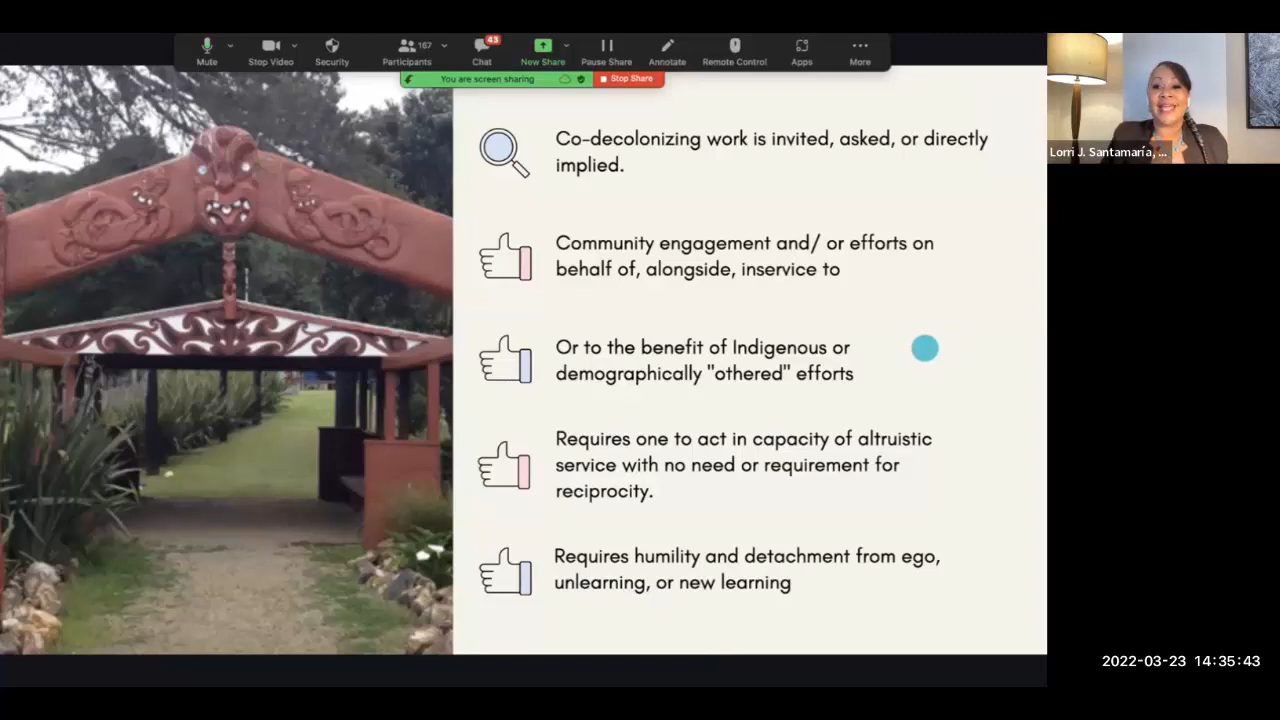 Mute
Stop Video
Security
167
Participants
43
Chat
New Share
Pause Share
Annotate
Remote Control
Apps
More
You are screen sharing
Stop Share
Co-decolonizing work is invited, asked, or directly
implied.
Community engagement and/ or efforts on
behalf of, alongside, inservice to
Or to the benefit of Indigenous or
demographically "othered" efforts
Requires one to act in capacity of altruistic
service with no need or requirement for
reciprocity.
Requires humility and detachment from ego,
unlearning, or new learning
Lorri J. Santamaría, ...
2022-03-23 14:35:43